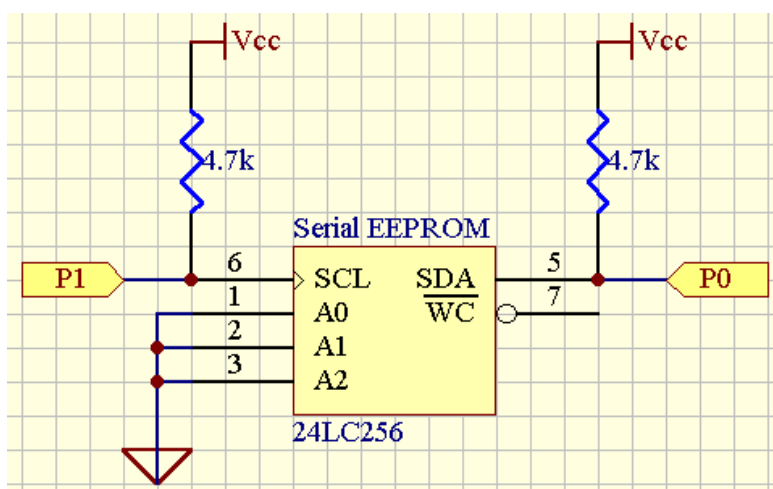 Vcc
Vcc
4.7k
4.7k
Serial EEPROM
P1
6
SCL
SDA
5
P0
1
A0
WC
7
2
A1
3
A2
24LC256